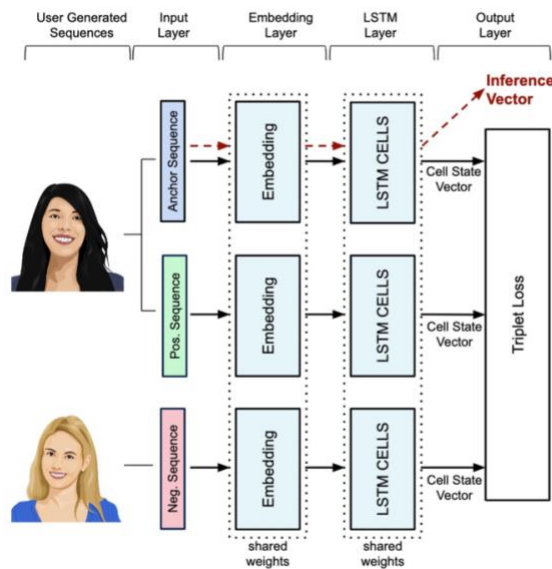 User Generated
Sequences
Input
Layer
Embedding
Layer
LSTM
Layer
Output
Layer
Inference
Vector
Anchor Sequence
Embedding
LSTM CELLS
Cell State
Vector
Pos. Sequence
Embedding
LSTM CELLS
Cell State
Vector
Triplet Loss
Neg. Sequence
Embedding
LSTM CELLS
Cell State
Vector
shared
weights
shared
weights